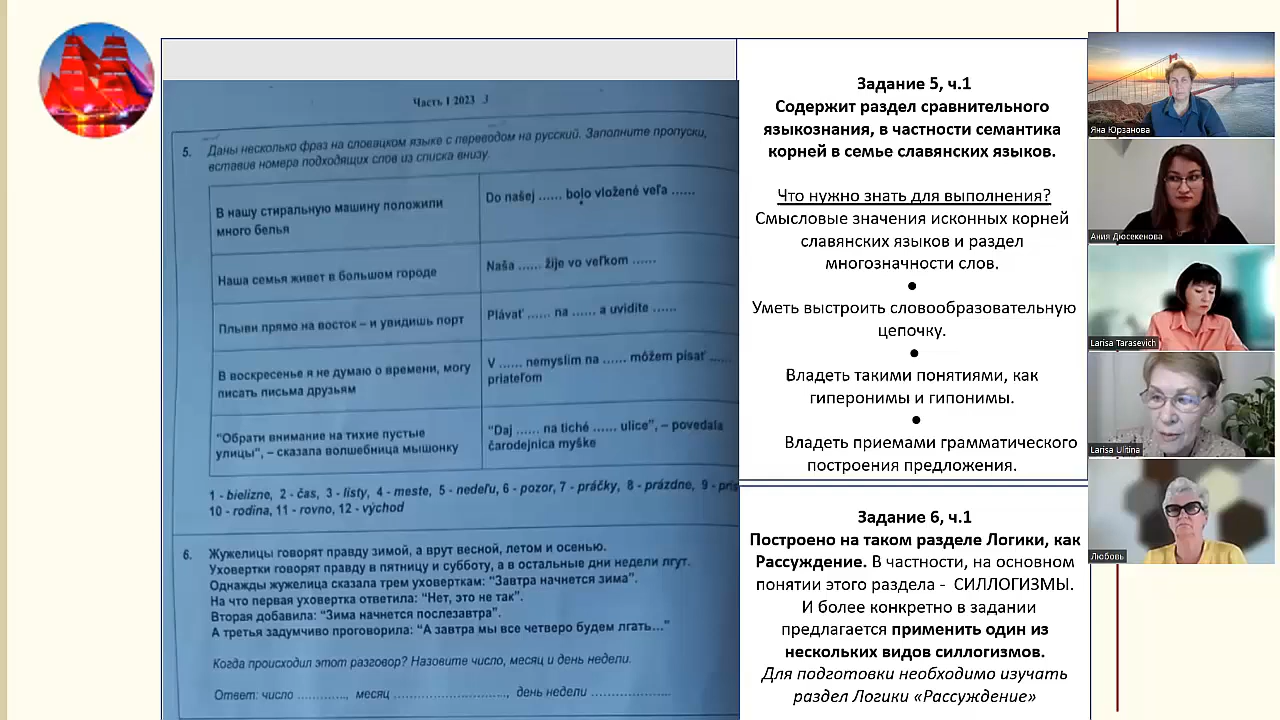 Часть 1 2023
5. Даны несколько фраз на словацком языке с переводом на русский. Заполните пропуски,
вставив номера подходящих слов из списка внизу.
В нашу стиральную машину положили
много белья
Do našej ...... bolo vložené veľa ......
Наша семья живет в большом городе
Naša ...... žije vo veľkom ......
Плыви прямо на восток – и увидишь порт
Plávať ...... na ...... a uvidíte ......
В воскресенье я не думаю о времени, могу
писать письма друзьям
V ...... nemyslím na ...... môžem písať ......
priateľom
"Обрати внимание на тихие пустые
улицы", – сказала волшебница мышонку
"Daj ...... na tiché ...... ulice", – povedala
čarodejnica myške
1 - bielizne, 2 - čas, 3 - listy, 4 - meste, 5 - nedeľu, 6 - pozor, 7 - práčky, 8 - prázdne, 9 -
10 - rodina, 11 - rovno, 12 - východ
6. Жужелицы говорят правду зимой, а врут весной, летом и осенью.
Уховертки говорят правду в пятницу и субботу, а в остальные дни недели лгут.
Однажды жужелица сказала трем уховерткам: "Завтра начнется зима".
На что первая уховертка ответила: "Нет, это не так".
Вторая добавила: "Зима начнется послезавтра".
А третья задумчиво проговорила: "А завтра мы все четверо будем лгать..."
Когда происходил этот разговор? Назовите число, месяц и день недели.
Ответ: число ............, месяц ............................, день недели ....................
Задание 5, ч.1
Содержит раздел сравнительного
языкознания, в частности семантика
корней в семье славянских языков.
Что нужно знать для выполнения?
Смысловые значения исконных корней
славянских языков и раздел
многозначности слов.
●
Уметь выстроить словообразовательную
цепочку.
●
Владеть такими понятиями, как
гиперонимы и гипонимы.
●
Владеть приемами грамматического
построения предложения.
Задание 6, ч.1
Построено на таком разделе Логики, как
Рассуждение. В частности, на основном
понятии этого раздела - СИЛЛОГИЗМЫ.
И более конкретно в задании
предлагается применить один из
нескольких видов силлогизмов.
Для подготовки необходимо изучать
раздел Логики «Рассуждение»
Яна Юрзанова
Ания Дюсекенова
Larisa Tarasevich
Larisa Ulitina
Любовь